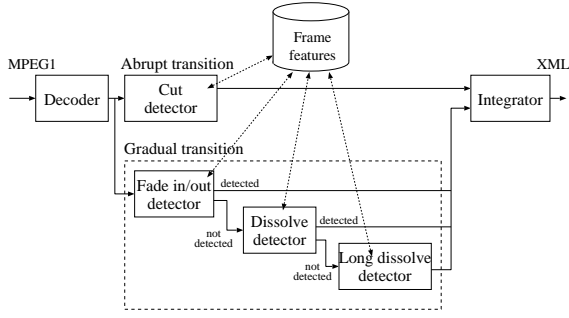 Frame
features
MPEG1
Abrupt transition
XML
Decoder
Cut
detector
Integrator
Gradual transition
Fade in/out
detector
detected
not
detected
Dissolve
detector
detected
not
detected
Long dissolve
detector